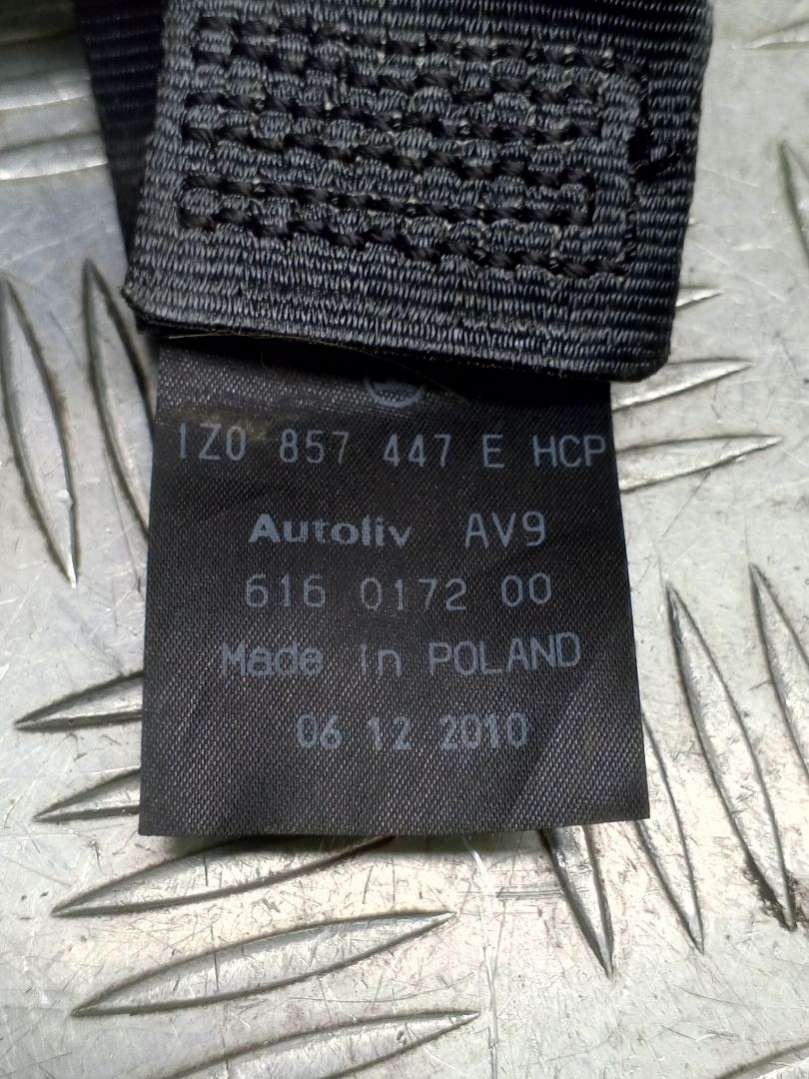 1Z0 857 447 E HCP
Autoliv AV9
616 0172 00
Made in POLAND
06 12 2010